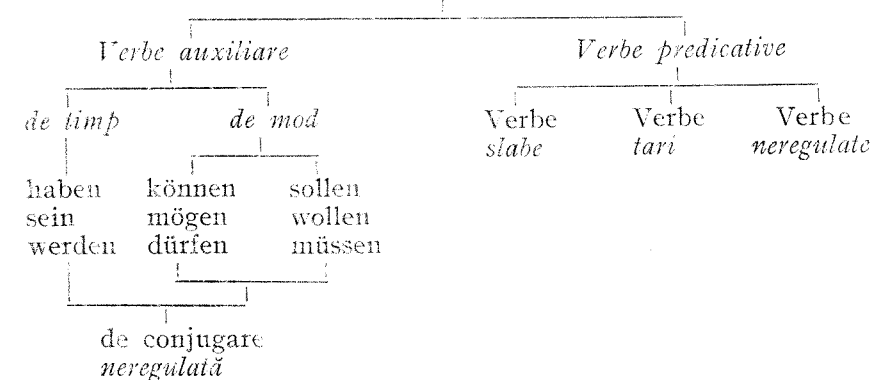 Verbe auxiliare Verbe predicative
de timp de mod Verbe slabe Verbe tari Verbe neregulate
haben können sollen
sein mögen wollen
werden dürfen müssen
de conjugare
neregulată